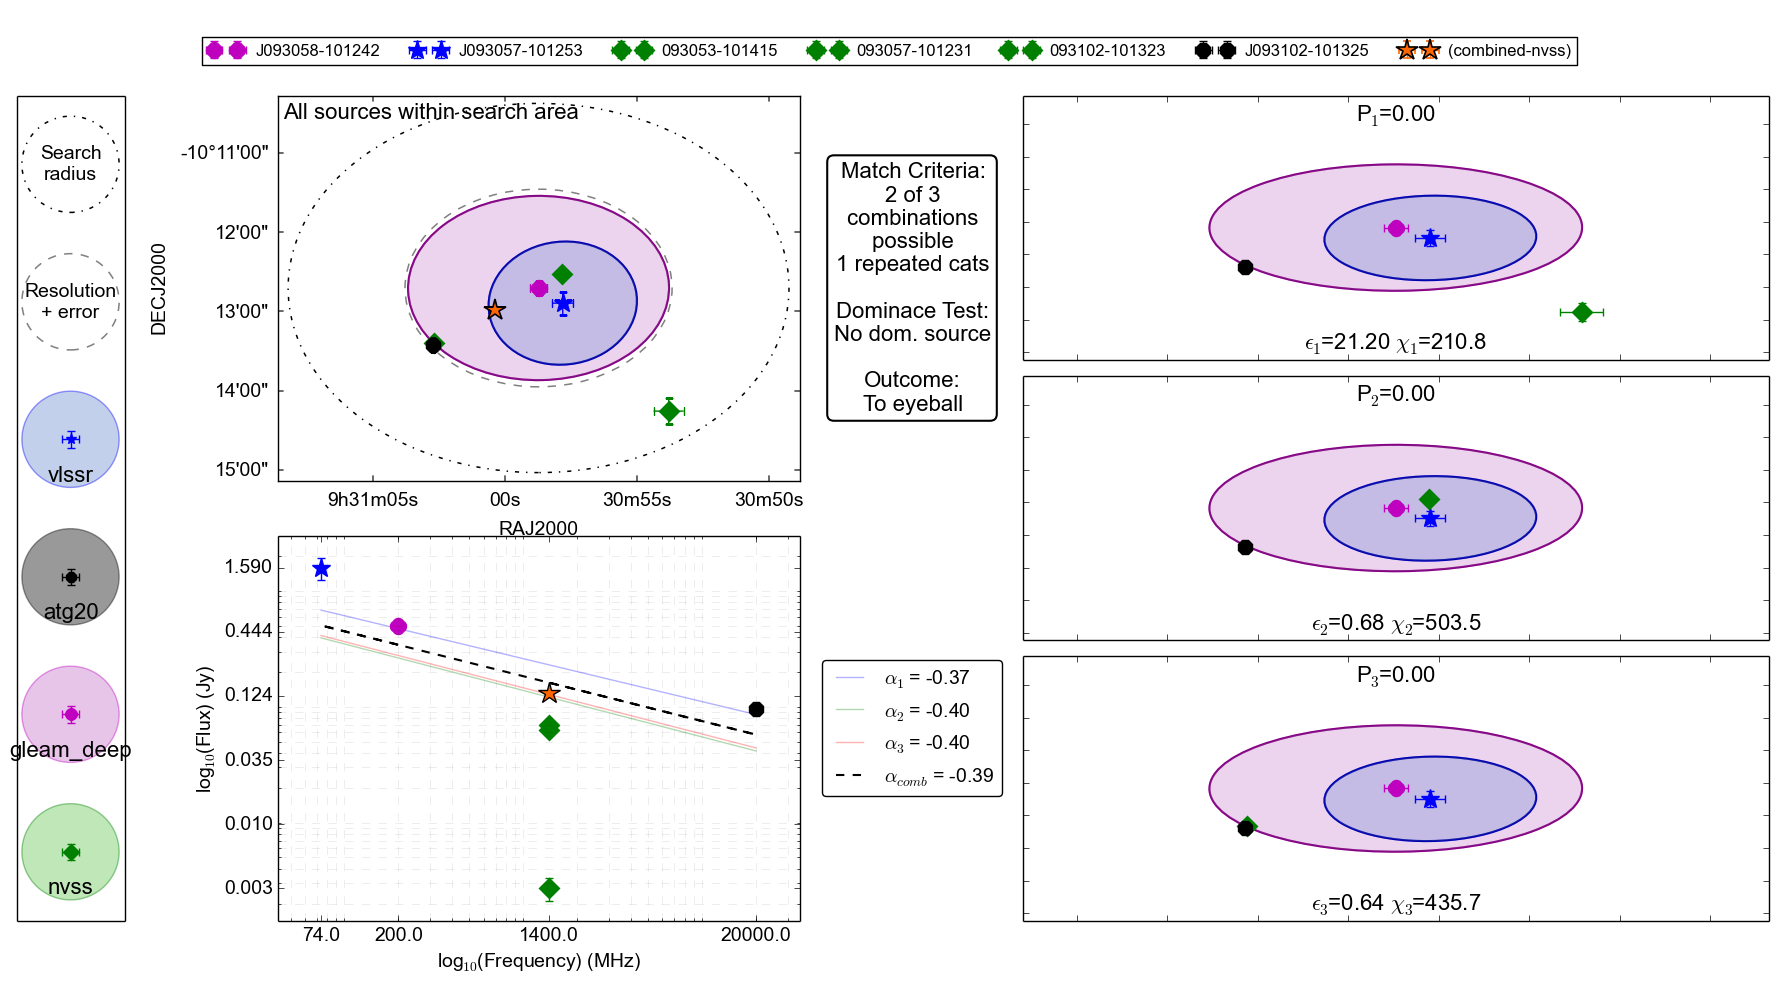 J093058-101242 J093057-101253 093053-101415 093057-101231 093102-101323 J093102-101325 (combined-nvss)
Search
radius
Resolution
+ error
vlssr
atg20
gleam_deep
nvss
All sources within search area
DECJ2000
-10°11'00"
12'00"
13'00"
14'00"
15'00"
9h31m05s 00s 30m55s 30m50s
RAJ2000
Match Criteria:
2 of 3
combinations
possible
1 repeated cats
Dominace Test:
No dom. source
Outcome:
To eyeball
log10(Flux) (Jy)
1.590
0.444
0.124
0.035
0.010
0.003
74.0 200.0 1400.0 20000.0
log10(Frequency) (MHz)
α1 = -0.37
α2 = -0.40
α3 = -0.40
αcomb = -0.39
P1=0.00
ϵ1=21.20 χ1=210.8
P2=0.00
ϵ2=0.68 χ2=503.5
P3=0.00
ϵ3=0.64 χ3=435.7